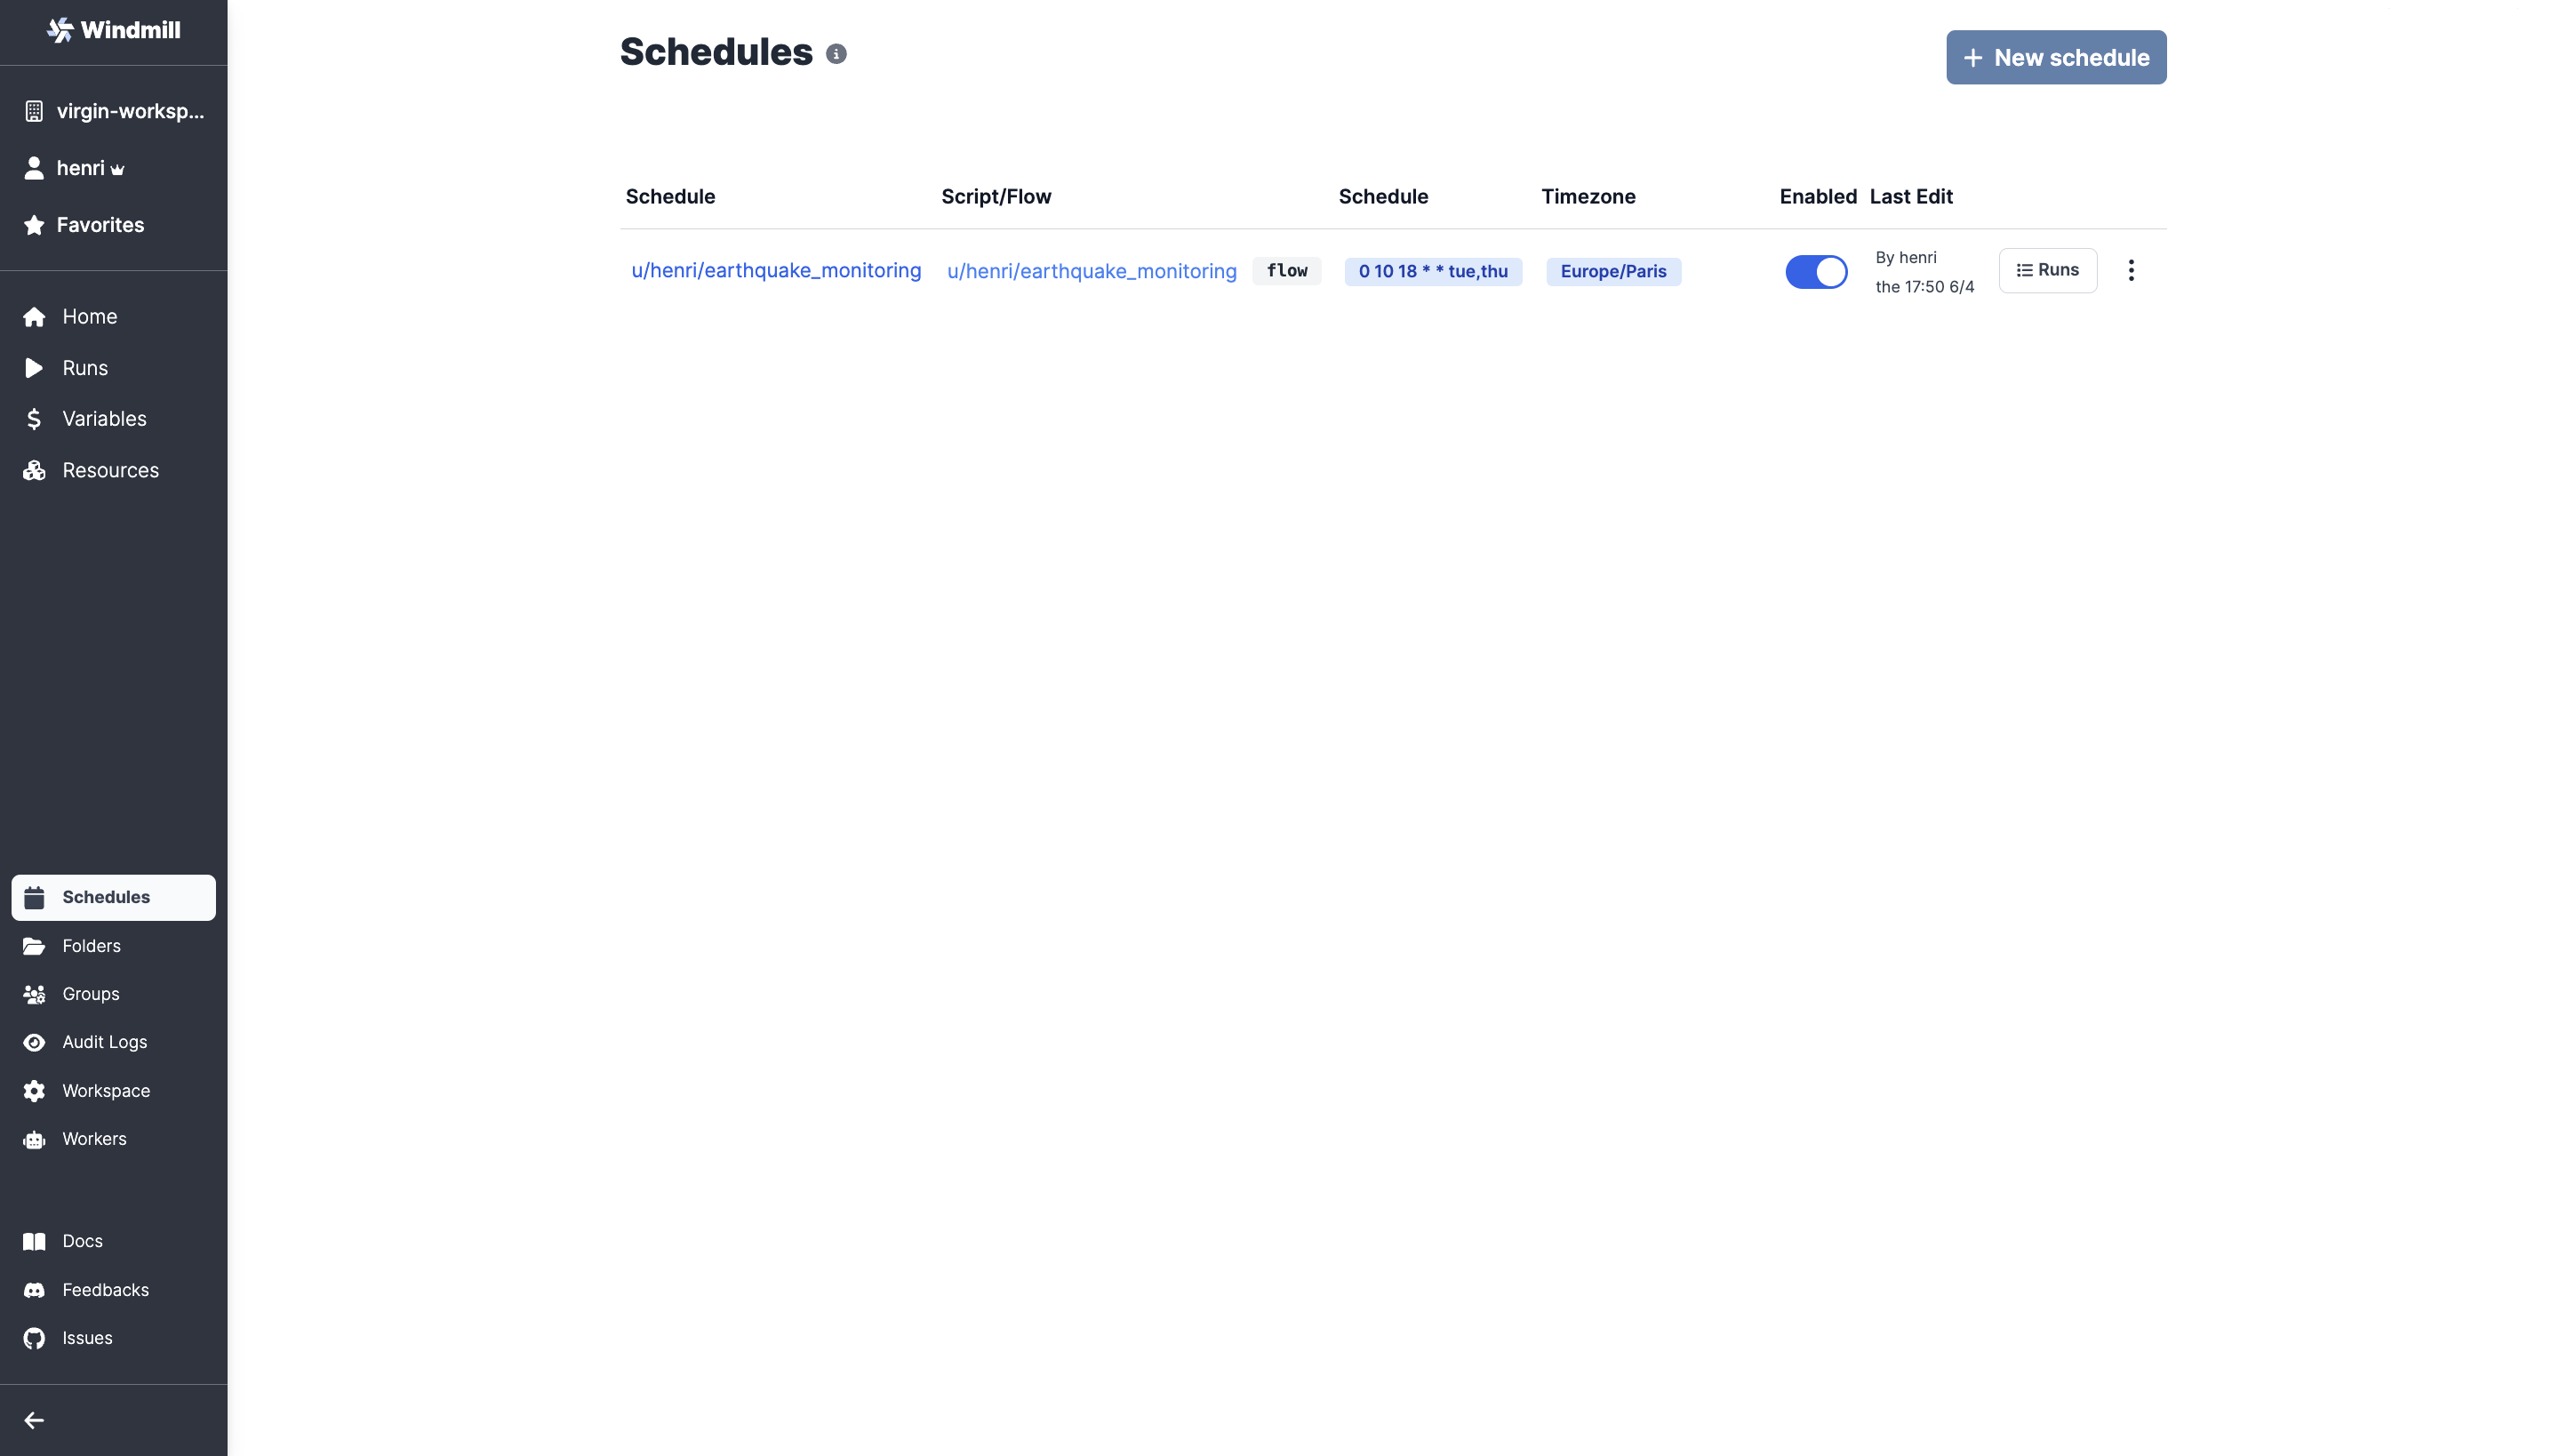 Windmill
virgin-worksp...
henri
Favorites
Home
Runs
Variables
Resources
Schedules
Folders
Groups
Audit Logs
Workspace
Workers
Docs
Feedbacks
Issues
Schedules
+ New schedule
Schedule Script/Flow Schedule Timezone Enabled Last Edit
u/henri/earthquake_monitoring u/henri/earthquake_monitoring flow 0 10 18 * * tue,thu Europe/Paris By henri Runs
the 17:50 6/4